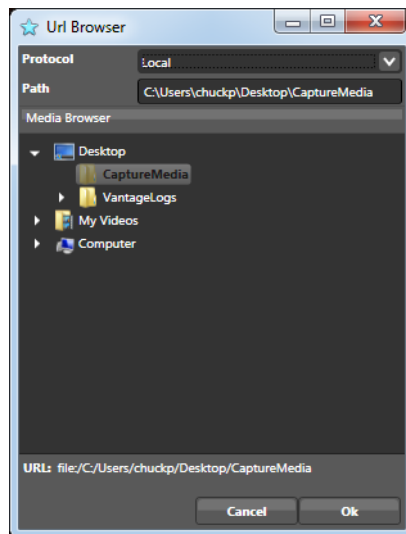 Url Browser
Protocol Local
Path C:\Users\chuckp\Desktop\CaptureMedia
Media Browser
Desktop
CaptureMedia
VantageLogs
My Videos
Computer
URL: file:/C:/Users/chuckp/Desktop/CaptureMedia
Cancel Ok